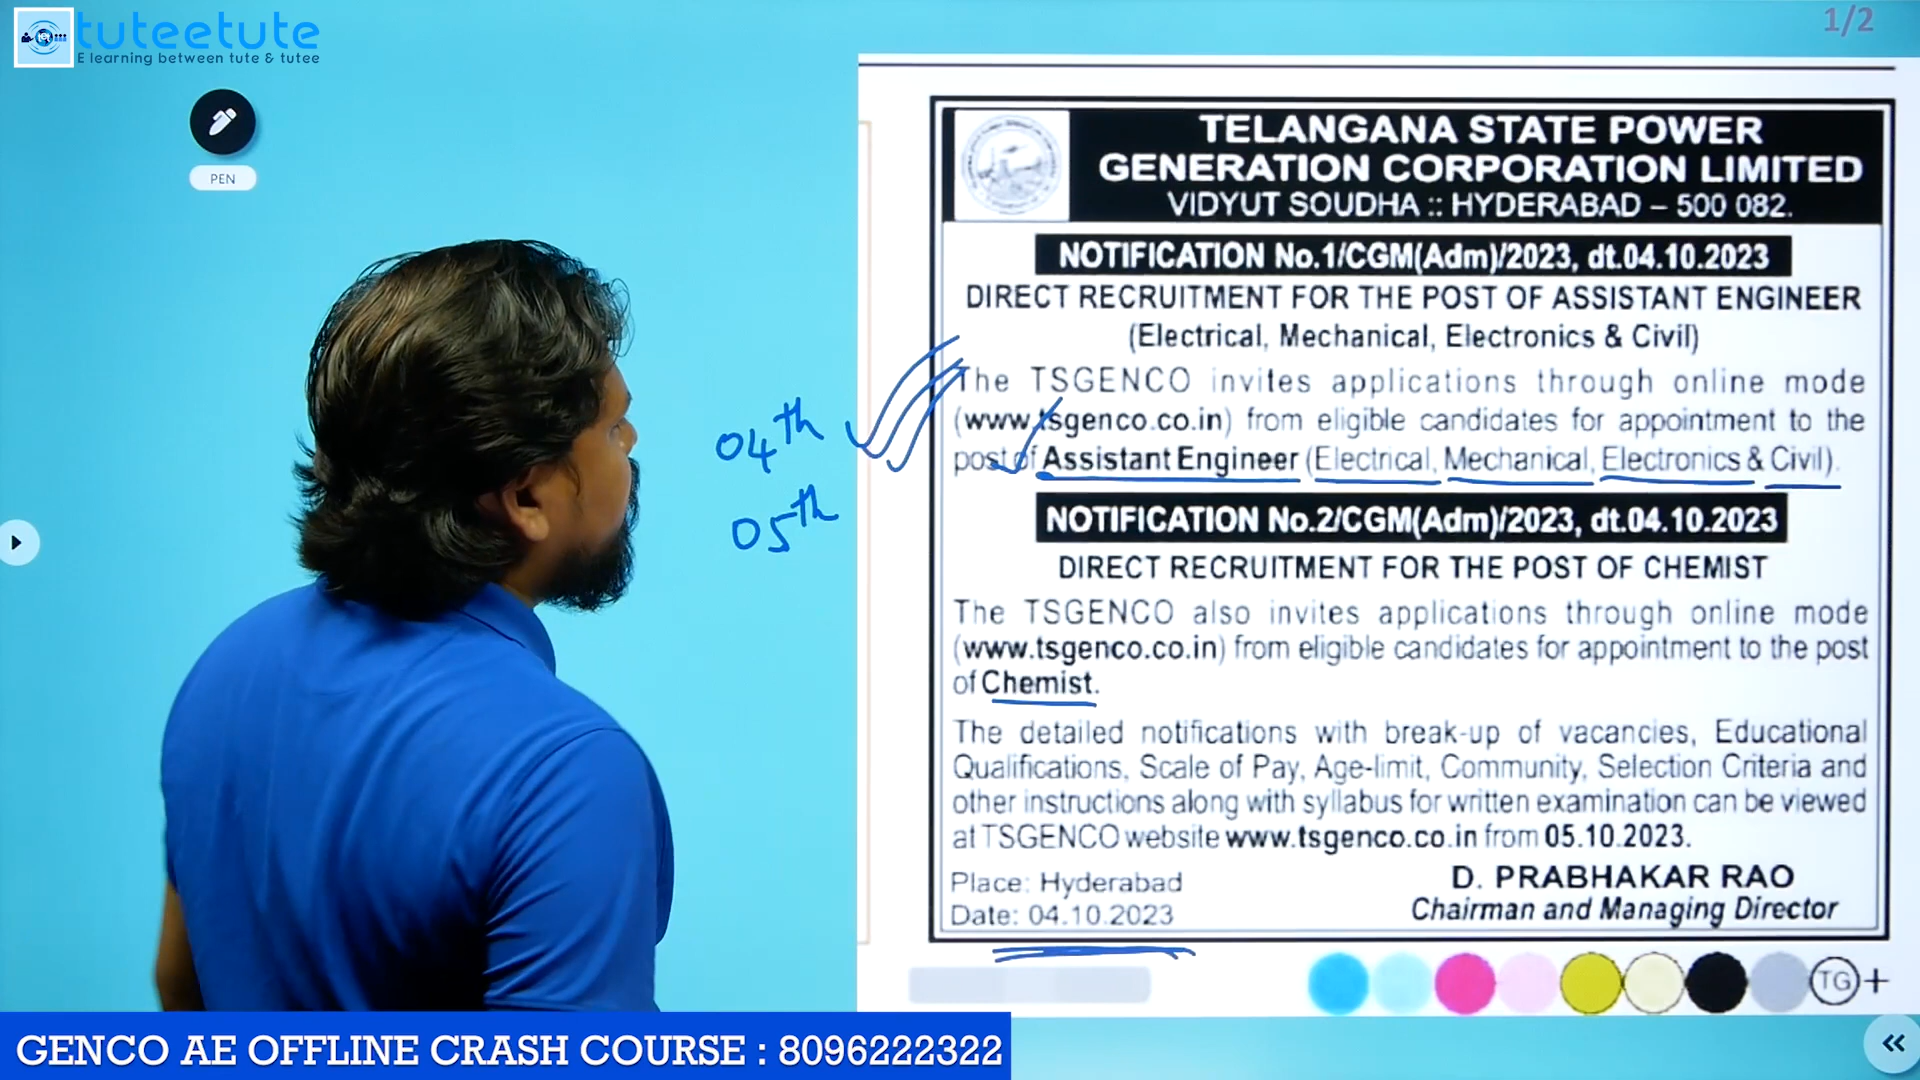 tuteetute
E learning between tute & tutee
1/2
PEN
TELANGANA STATE POWER
GENERATION CORPORATION LIMITED
VIDYUT SOUDHA :: HYDERABAD – 500 082.
NOTIFICATION No.1/CGM(Adm)/2023, dt.04.10.2023
DIRECT RECRUITMENT FOR THE POST OF ASSISTANT ENGINEER
(Electrical, Mechanical, Electronics & Civil)
The TSGENCO invites applications through online mode
(www.tsgenco.co.in) from eligible candidates for appointment to the
post of Assistant Engineer (Electrical, Mechanical, Electronics & Civil).
04th
05th
NOTIFICATION No.2/CGM(Adm)/2023, dt.04.10.2023
DIRECT RECRUITMENT FOR THE POST OF CHEMIST
The TSGENCO also invites applications through online mode
(www.tsgenco.co.in) from eligible candidates for appointment to the post
of Chemist.
The detailed notifications with break-up of vacancies, Educational
Qualifications, Scale of Pay, Age-limit, Community, Selection Criteria and
other instructions along with syllabus for written examination can be viewed
at TSGENCO website www.tsgenco.co.in from 05.10.2023.
Place: Hyderabad
Date: 04.10.2023
D. PRABHAKAR RAO
Chairman and Managing Director
TG
GENCO AE OFFLINE CRASH COURSE : 8096222322